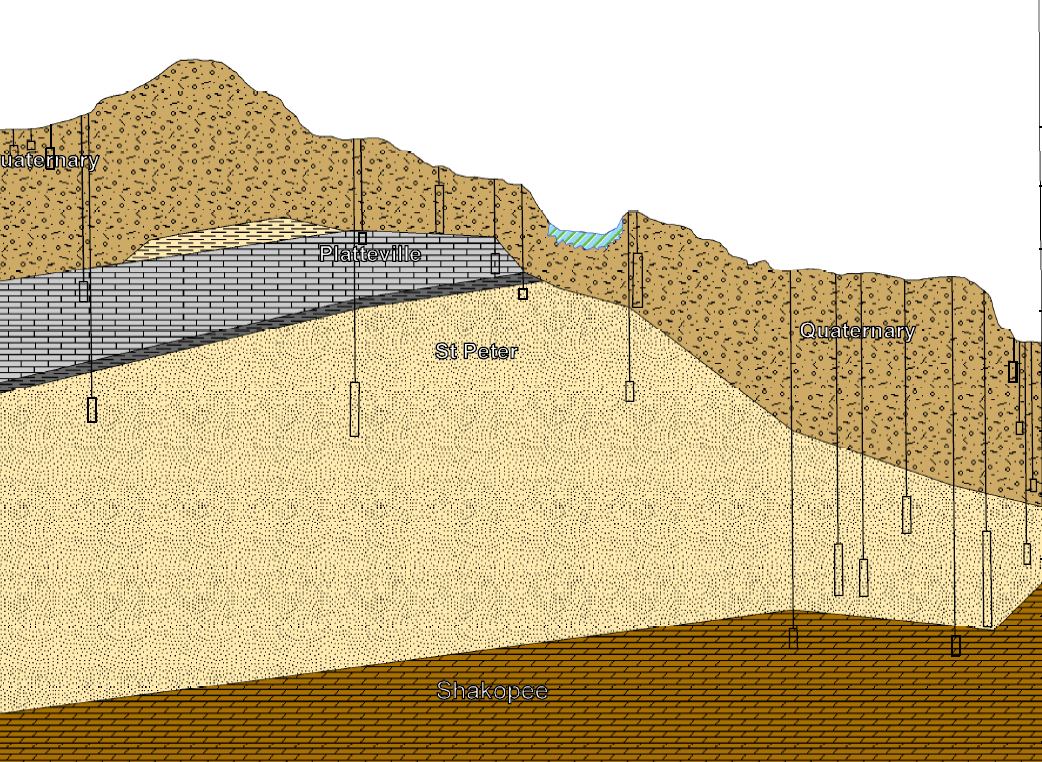 uaternary
Platteville
Quaternary
St Peter
Shakopee